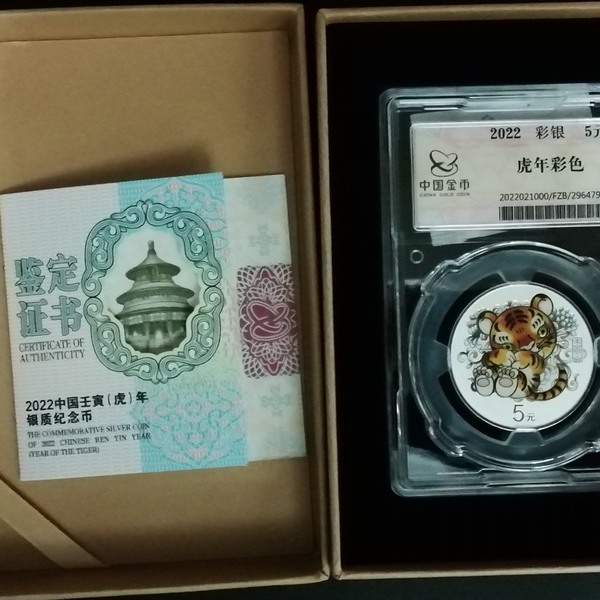 鉴定
证书
CERTIFICATE OF
AUTHENTICITY
2022中国壬寅(虎)年
银质纪念币
THE COMMEMORATIVE SILVER COIN
OF 2022 CHINESE REN YIN YEAR
(YEAR OF THE TIGER)
2022 彩银 5元
虎年彩色
中国金币
CHINA GOLD COIN
2022021000/FZB/296479
5元